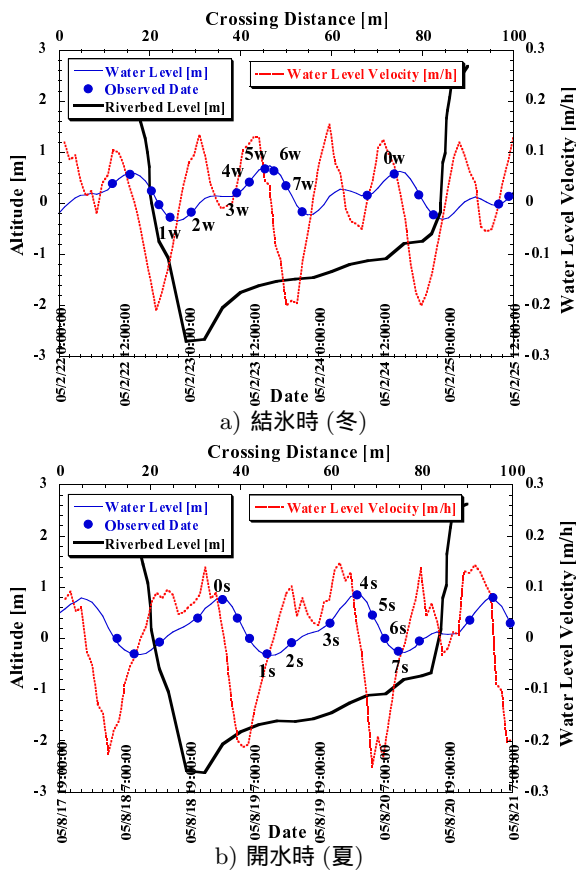 Crossing Distance [m]
0 20 40 60 80 100
3 0.3
Water Level [m]
Observed Date
Riverbed Level [m]
Water Level Velocity [m/h]
2 0.2
1 0.1
0 0
-1 -0.1
-2 -0.2
-3 -0.3
Altitude [m]
Water Level Velocity [m/h]
1w 2w 3w 4w 5w 6w 7w 0w
05/2/22 0:00:00
05/2/22 12:00:00
05/2/23 0:00:00
05/2/23 12:00:00
05/2/24 0:00:00
05/2/24 12:00:00
05/2/25 0:00:00
05/2/25 12:00:00
Date
a) 結氷時 (冬)
Crossing Distance [m]
0 20 40 60 80 100
3 0.3
Water Level [m]
Observed Date
Riverbed Level [m]
Water Level Velocity [m/h]
2 0.2
1 0.1
0 0
-1 -0.1
-2 -0.2
-3 -0.3
Altitude [m]
Water Level Velocity [m/h]
0s 1s 2s 3s 4s 5s 6s 7s
05/8/17 19:00:00
05/8/18 7:00:00
05/8/18 19:00:00
05/8/19 7:00:00
05/8/19 19:00:00
05/8/20 7:00:00
05/8/20 19:00:00
05/8/21 7:00:00
Date
b) 開水時 (夏)